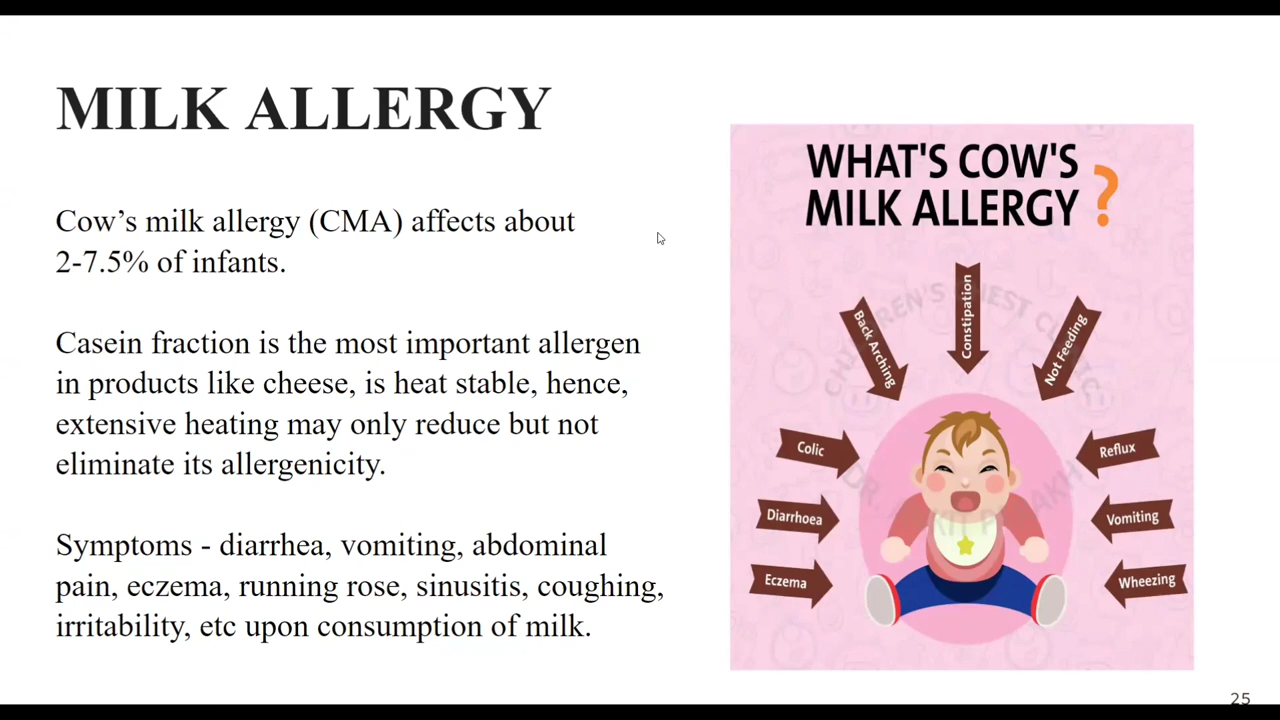 MILK ALLERGY
Cow’s milk allergy (CMA) affects about
2-7.5% of infants.
Casein fraction is the most important allergen
in products like cheese, is heat stable, hence,
extensive heating may only reduce but not
eliminate its allergenicity.
Symptoms - diarrhea, vomiting, abdominal
pain, eczema, running rose, sinusitis, coughing,
irritability, etc upon consumption of milk.
WHAT'S COW'S
MILK ALLERGY ?
Back Arching
Constipation
Not Feeding
Colic
Reflux
Diarrhoea
Vomiting
Eczema
Wheezing
25